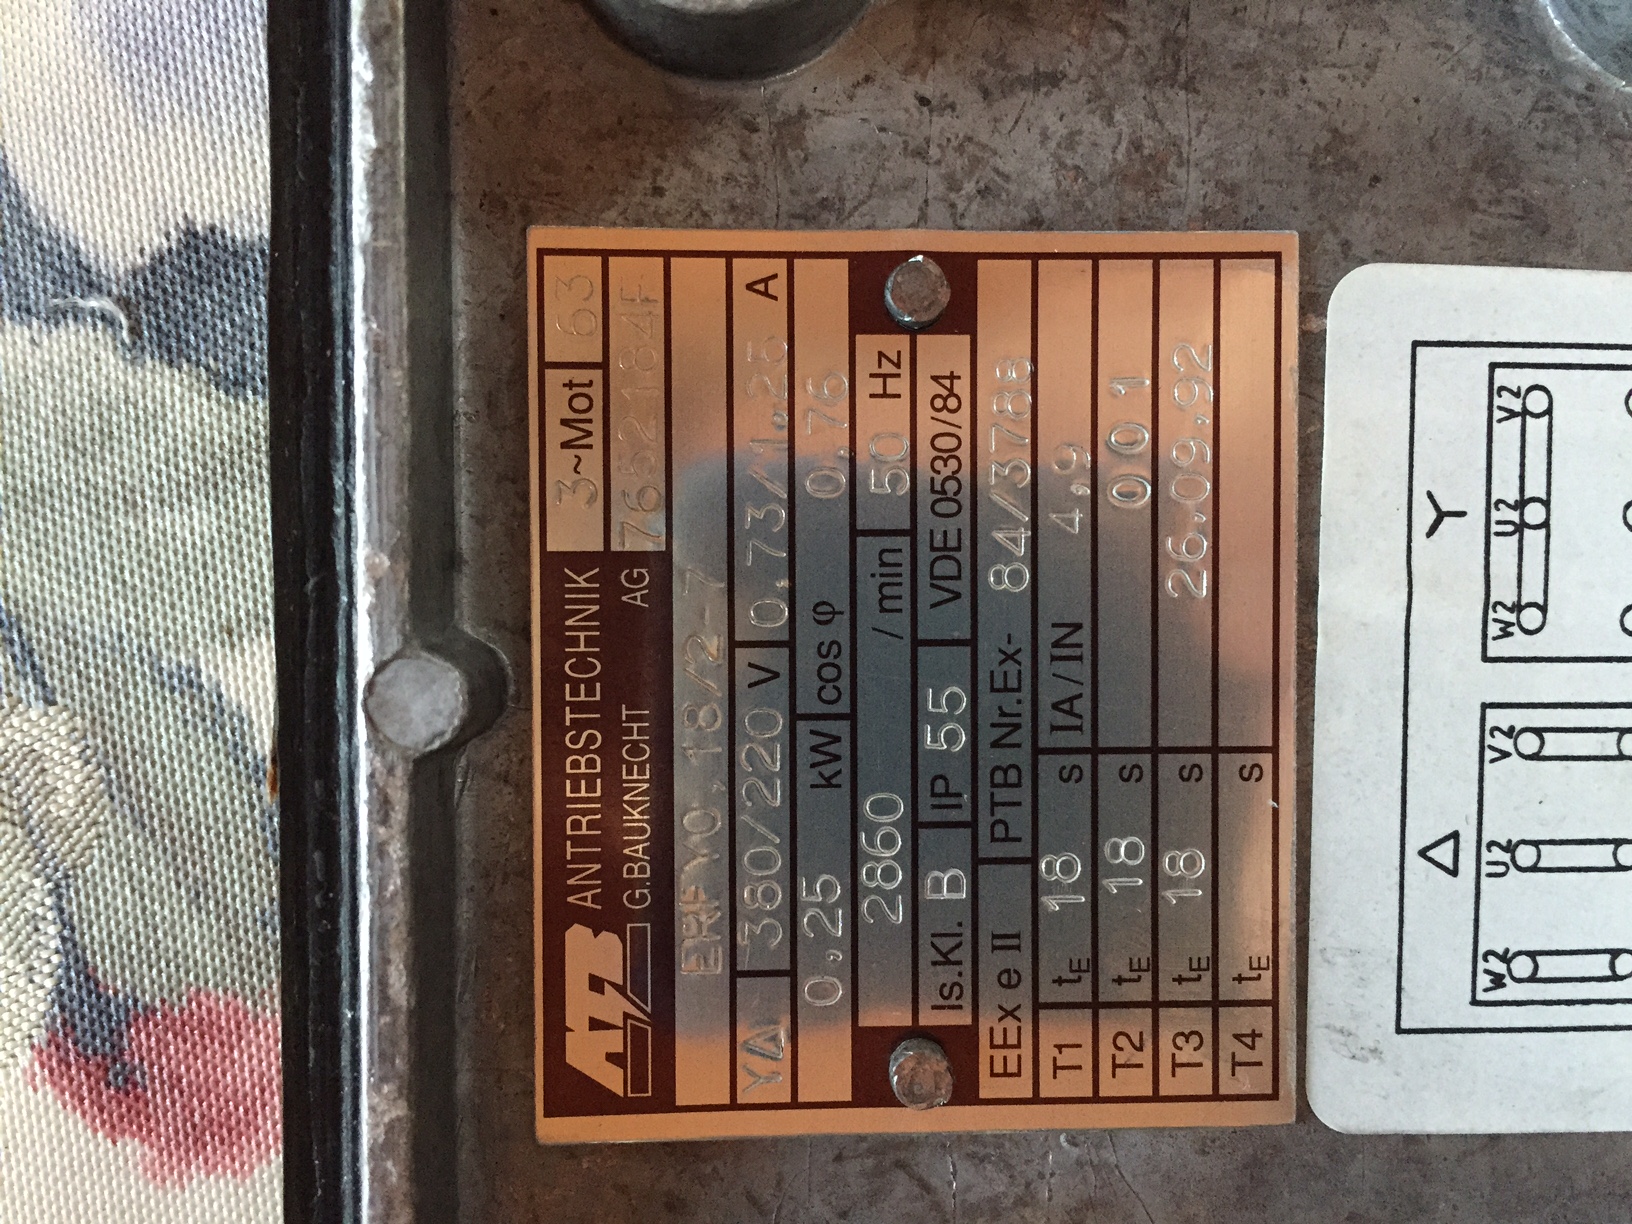 ATB ANTRIEBSTECHNIK 3~Mot 63
G.BAUKNECHT AG 7652184F
ERF YO,18/2-7
YΔ 380/220 V 0.73/1.25 A
0,25 kW cos φ 0,76
2860 /min 50 Hz
Is.Kl. B IP 55 VDE 0530/84
EEx e II PTB Nr.Ex- 84/3788
T1 tE 18 s IA/IN 4,9
T2 tE 18 s 001
T3 tE 18 s 26.09.92
T4 tE s
Δ Y
W2 U2 V2 W2 U2 V2